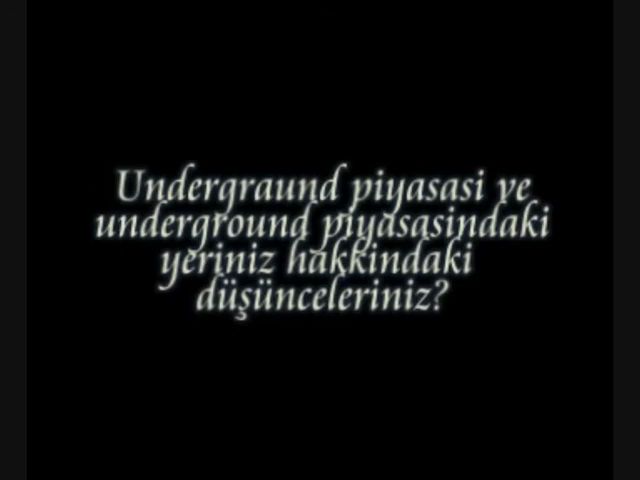 Undergraund piyasasi ve
underground piyasasindaki
yeriniz hakkindaki
düşünceleriniz?